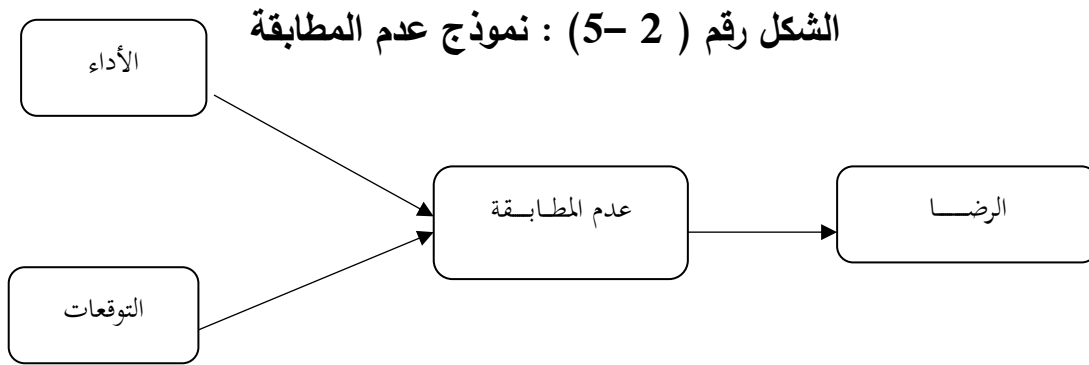 الشكل رقم ( 2 –5) : نموذج عدم المطابقة
الأداء
عدم المطابقة
الرضا
التوقعات